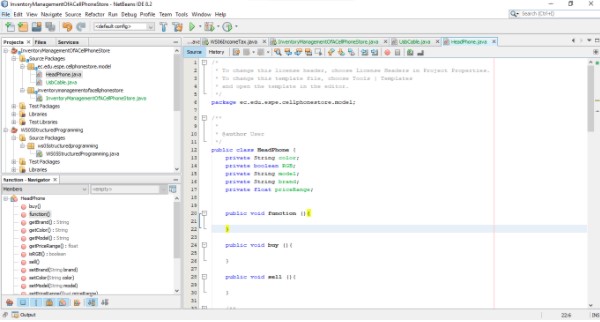 InventoryManagementOfACellPhoneStore - NetBeans IDE 8.2
File Edit View Navigate Source Refactor Run Debug Profile Team Tools Window Help
Search (Ctrl+I)
<default config>
Projects Files Services
InventoryManagementOfACellPhoneStore
Source Packages
ec.edu.espe.cellphonestore.model
HeadPhone.java
UsbCable.java
inventorymanagementofacellphonestore
InventoryManagementOfACellPhoneStore.java
Test Packages
Libraries
Test Libraries
WS05StructuredProgramming
Source Packages
ws05structuredprogramming
WS05StructuredProgramming.java
Test Packages
Libraries
function - Navigator
Members <empty>
HeadPhone
buy()
function()
getBrand() : String
getColor() : String
getModel() : String
getPriceRange() : float
isRGB() : boolean
sell()
setBrand(String brand)
setColor(String color)
setModel(String model)
setPriceRange(float priceRange)
Output
...ava WS06IncomeTax.java InventoryManagementOfACellPhoneStore.java UsbCable.java HeadPhone.java
Source History
1 /*
2 * To change this license header, choose License Headers in Project Properties.
3 * To change this template file, choose Tools | Templates
4 * and open the template in the editor.
5 */
6 package ec.edu.espe.cellphonestore.model;
7
8 /**
9 *
10 * @author User
11 */
12 public class HeadPhone {
13 private String color;
14 private boolean RGB;
15 private String model;
16 private String brand;
17 private float priceRange;
18
19
20 public void function (){
21
22 }
23
24 public void buy (){
25
26 }
27
28 public void sell (){
29
30 }
31
/**
22:6 INS